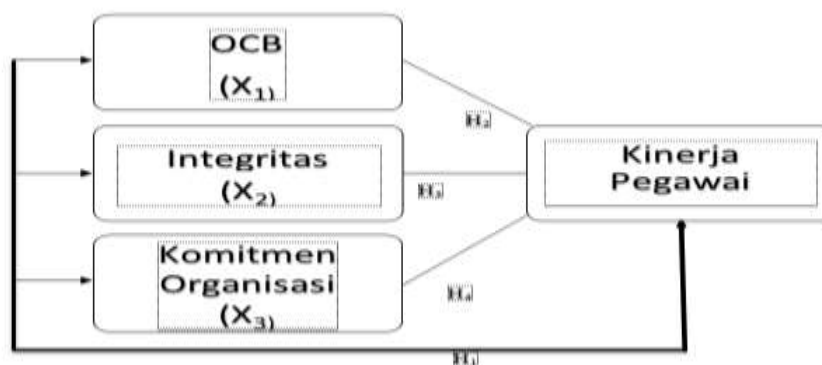 OCB
(X₁)
H₂
Integritas
(X₂)
H₃
Kinerja
Pegawai
Komitmen
Organisasi
(X₃)
H₄
H₁